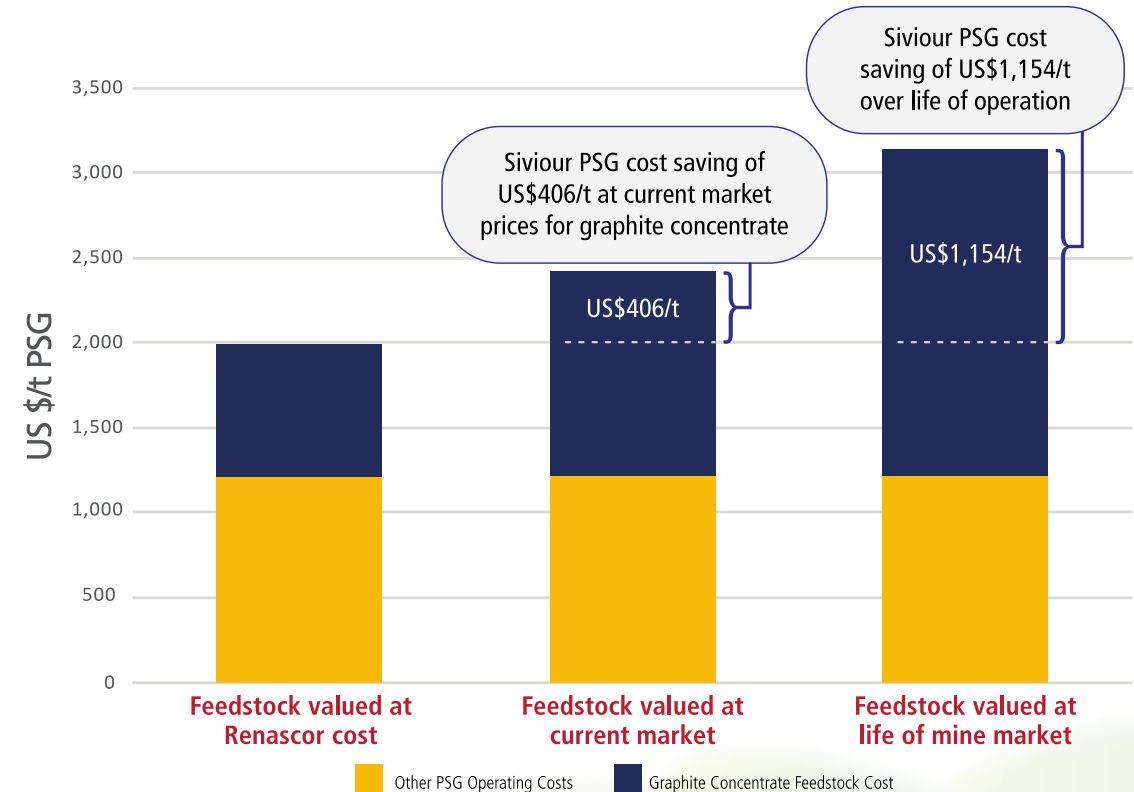 Siviour PSG cost
saving of US$1,154/t
over life of operation
Siviour PSG cost saving of
US$406/t at current market
prices for graphite concentrate
US $/t PSG
3,500
3,000
2,500
2,000
1,500
1,000
500
0
US$406/t
US$1,154/t
Feedstock valued at
Renascor cost
Feedstock valued at
current market
Feedstock valued at
life of mine market
Other PSG Operating Costs
Graphite Concentrate Feedstock Cost